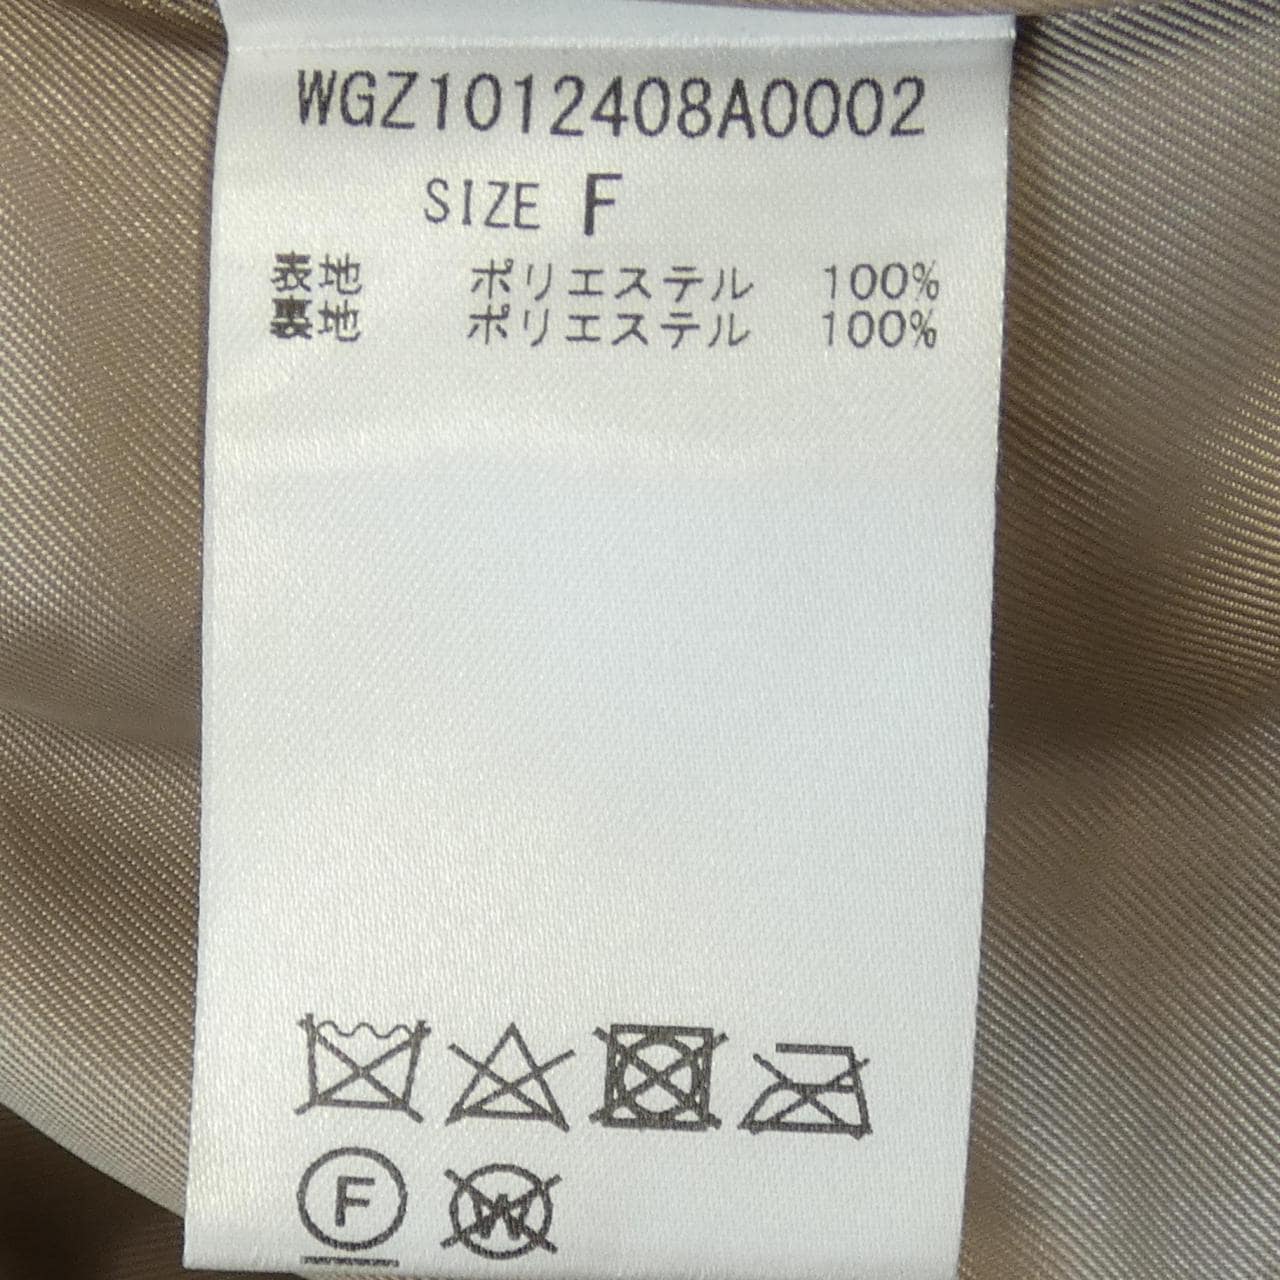 WGZ1012408A0002
SIZE F
表地 ポリエステル 100%
裏地 ポリエステル 100%
F
W